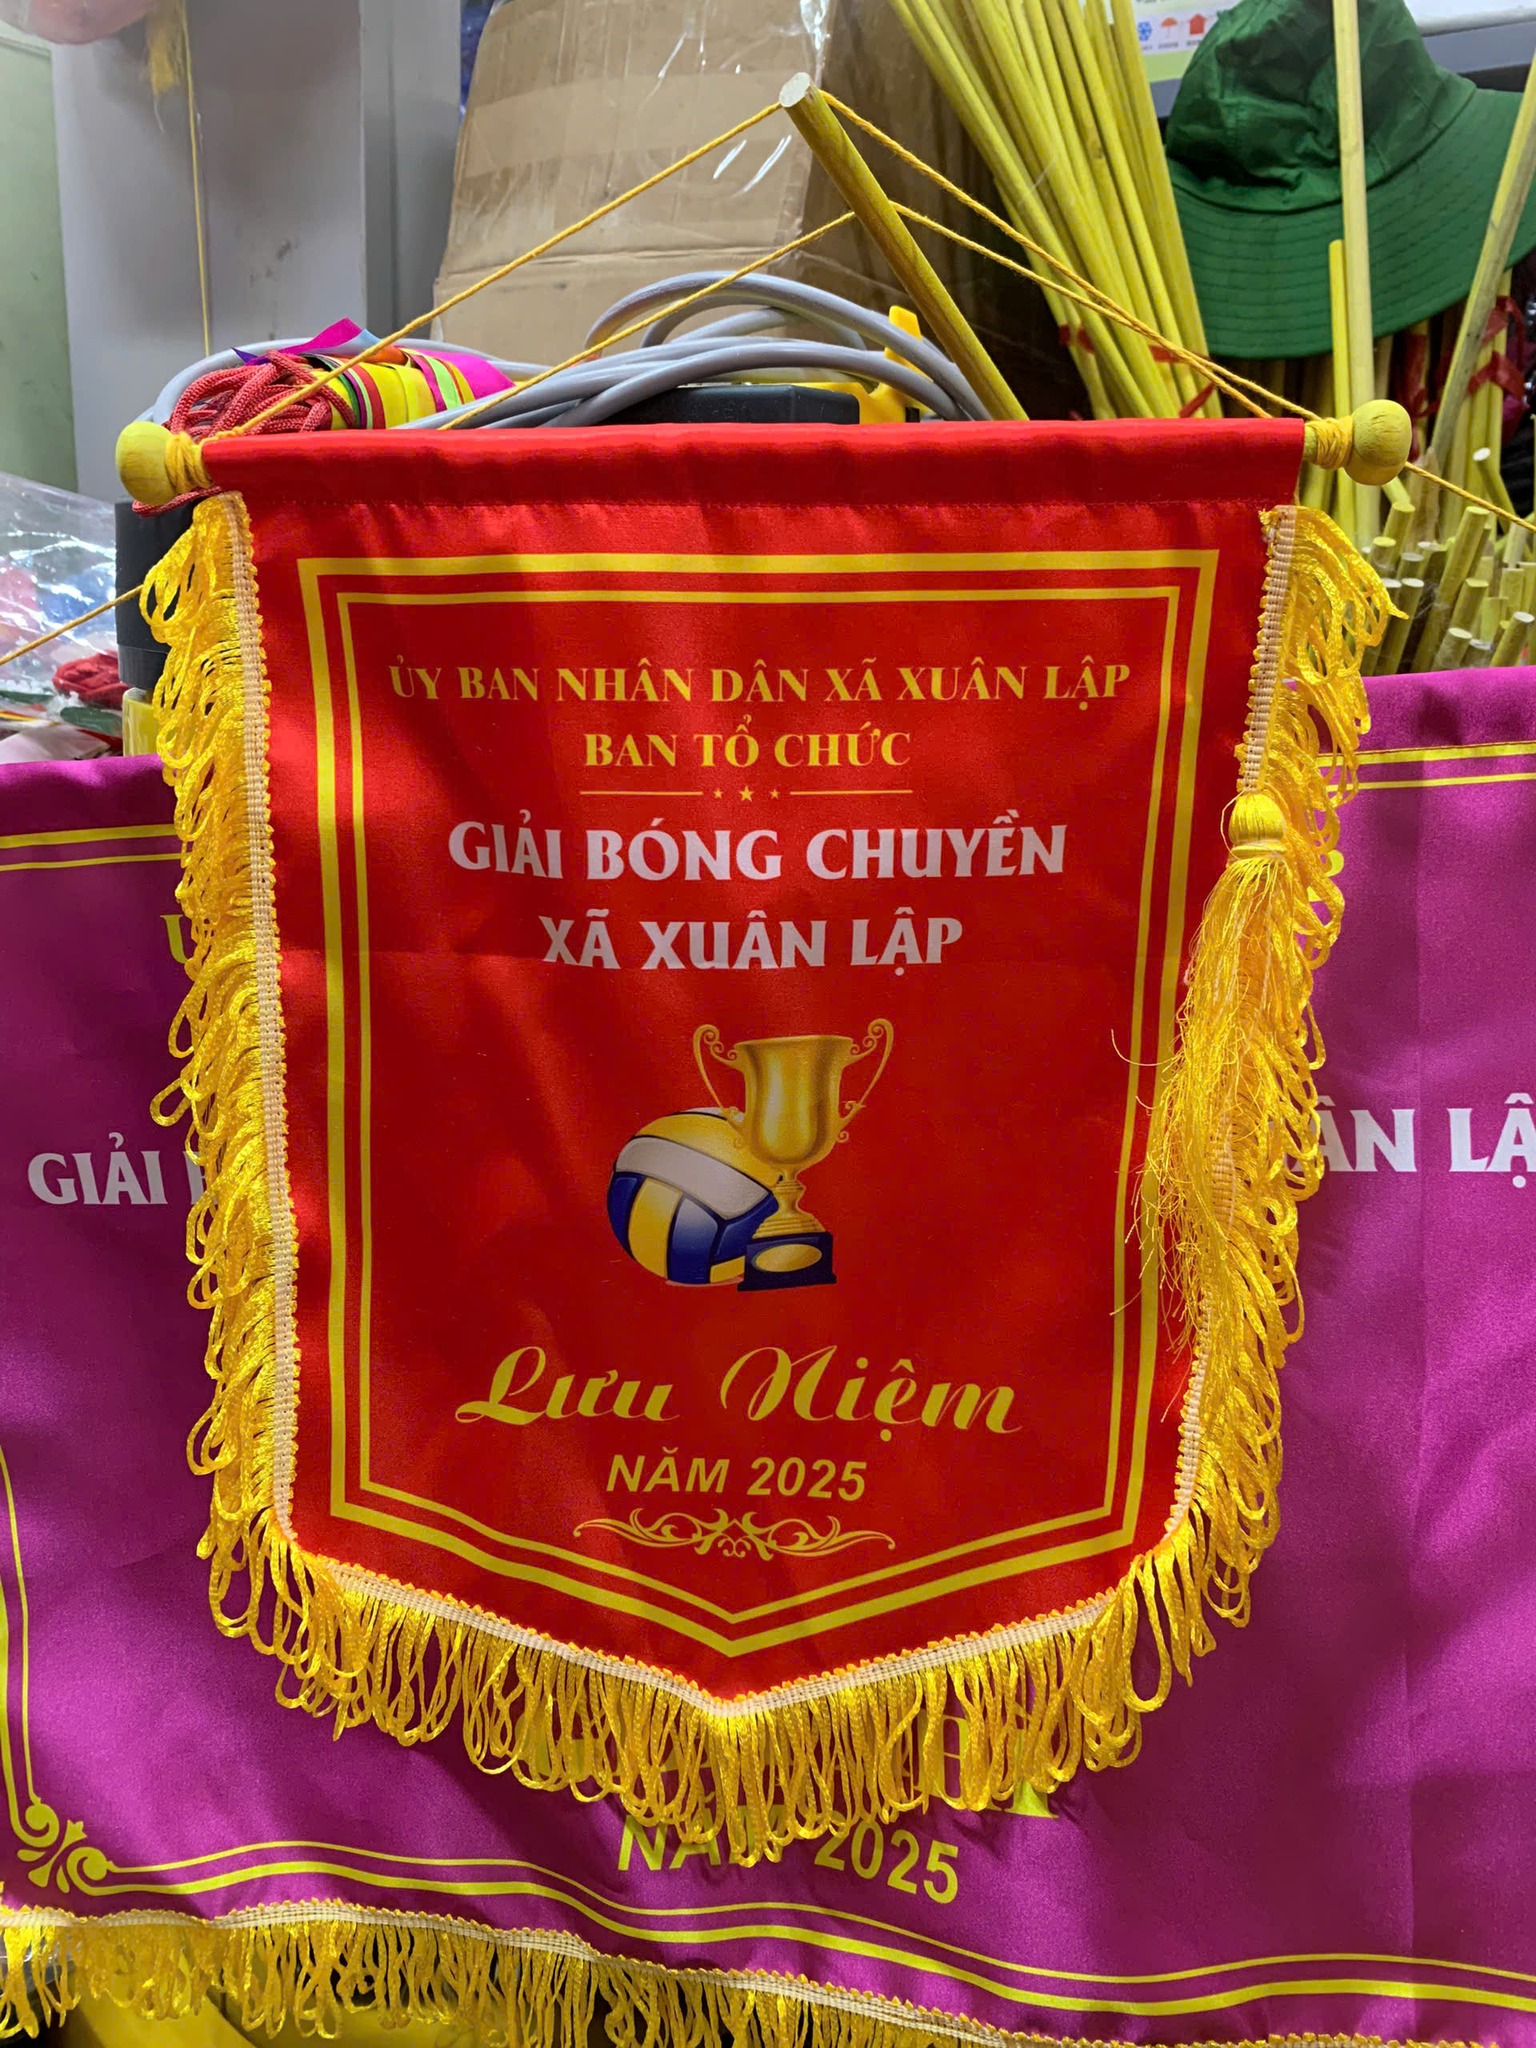 ỦY BAN NHÂN DÂN XÃ XUÂN LẬP
BAN TỔ CHỨC
GIẢI BÓNG CHUYỀN
XÃ XUÂN LẬP
Lưu Niệm
NĂM 2025
GIẢI
ÂN LẬ
2025